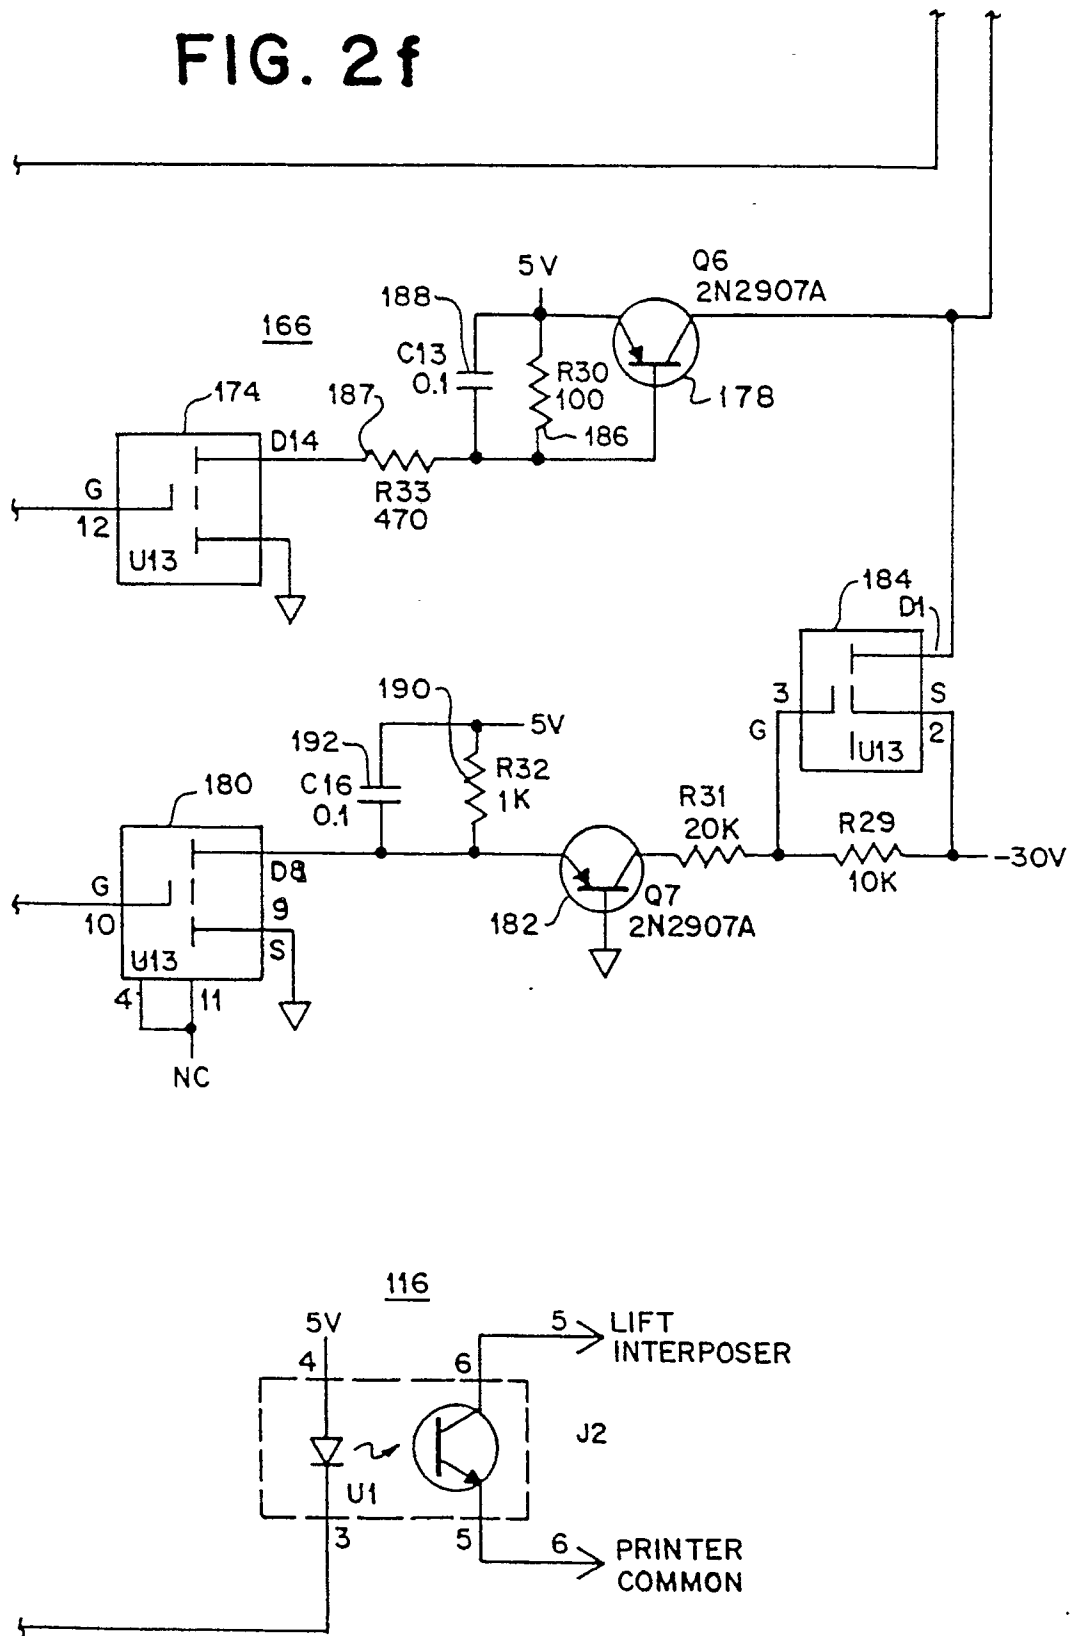 FIG. 2f
5V
Q6
2N2907A
188
166
C13
0.1
R30
100
174
187
178
186
D14
R33
470
G
12
U13
184
D1
190
3
S
5V
G
2
192
U13
R32
1K
C16
0.1
180
R31
20K
R29
10K
-30V
D8
G
10
9
Q7
2N2907A
182
S
U13
4
11
NC
116
5V
5
LIFT
INTERPOSER
4
6
J2
U1
3
5
6
PRINTER
COMMON